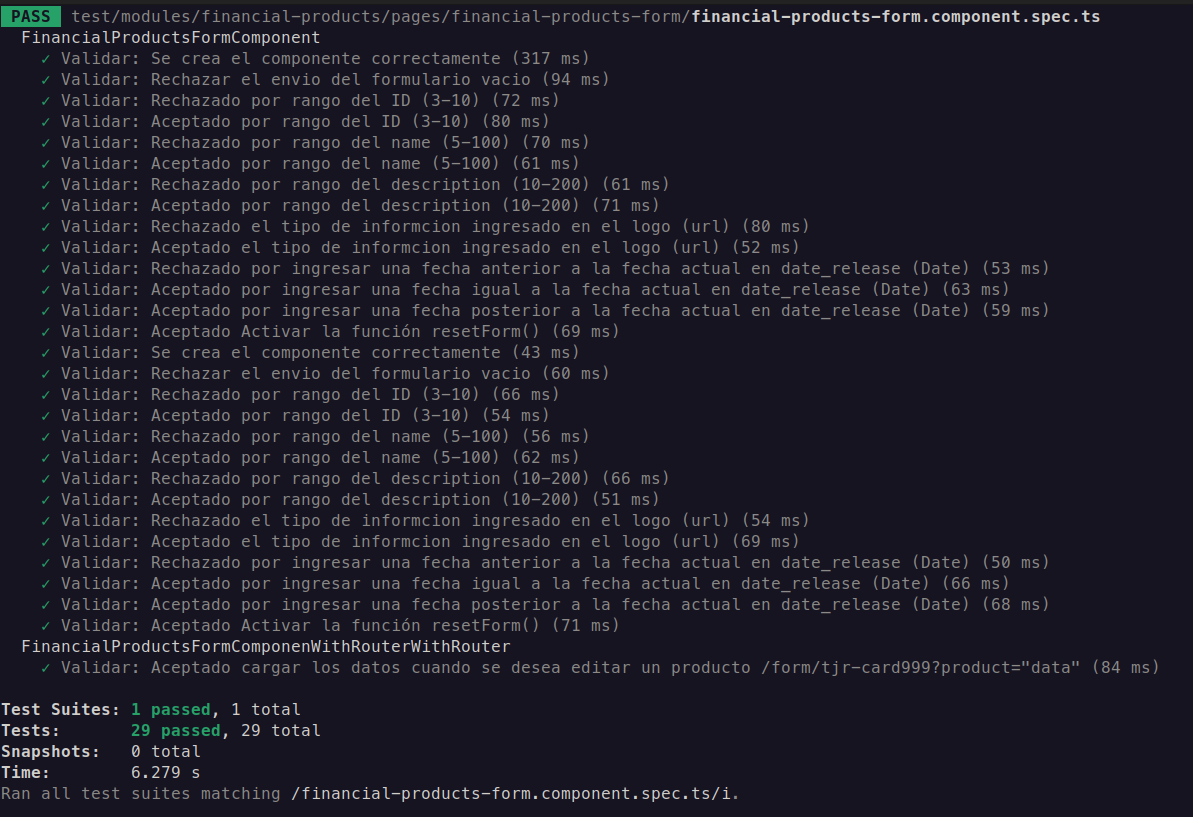 PASS test/modules/financial-products/pages/financial-products-form/financial-products-form.component.spec.ts
FinancialProductsFormComponent
✓ Validar: Se crea el componente correctamente (317 ms)
✓ Validar: Rechazar el envio del formulario vacio (94 ms)
✓ Validar: Rechazado por rango del ID (3-10) (72 ms)
✓ Validar: Aceptado por rango del ID (3-10) (80 ms)
✓ Validar: Rechazado por rango del name (5-100) (70 ms)
✓ Validar: Aceptado por rango del name (5-100) (61 ms)
✓ Validar: Rechazado por rango del description (10-200) (61 ms)
✓ Validar: Aceptado por rango del description (10-200) (71 ms)
✓ Validar: Rechazado el tipo de informcion ingresado en el logo (url) (80 ms)
✓ Validar: Aceptado el tipo de informcion ingresado en el logo (url) (52 ms)
✓ Validar: Rechazado por ingresar una fecha anterior a la fecha actual en date_release (Date) (53 ms)
✓ Validar: Aceptado por ingresar una fecha igual a la fecha actual en date_release (Date) (63 ms)
✓ Validar: Aceptado por ingresar una fecha posterior a la fecha actual en date_release (Date) (59 ms)
✓ Validar: Aceptado Activar la función resetForm() (69 ms)
✓ Validar: Se crea el componente correctamente (43 ms)
✓ Validar: Rechazar el envio del formulario vacio (60 ms)
✓ Validar: Rechazado por rango del ID (3-10) (66 ms)
✓ Validar: Aceptado por rango del ID (3-10) (54 ms)
✓ Validar: Rechazado por rango del name (5-100) (56 ms)
✓ Validar: Aceptado por rango del name (5-100) (62 ms)
✓ Validar: Rechazado por rango del description (10-200) (66 ms)
✓ Validar: Aceptado por rango del description (10-200) (51 ms)
✓ Validar: Rechazado el tipo de informcion ingresado en el logo (url) (54 ms)
✓ Validar: Aceptado el tipo de informcion ingresado en el logo (url) (69 ms)
✓ Validar: Rechazado por ingresar una fecha anterior a la fecha actual en date_release (Date) (50 ms)
✓ Validar: Aceptado por ingresar una fecha igual a la fecha actual en date_release (Date) (66 ms)
✓ Validar: Aceptado por ingresar una fecha posterior a la fecha actual en date_release (Date) (68 ms)
✓ Validar: Aceptado Activar la función resetForm() (71 ms)
FinancialProductsFormComponenWithRouterWithRouter
✓ Validar: Aceptado cargar los datos cuando se desea editar un producto /form/tjr-card999?product="data" (84 ms)
Test Suites: 1 passed, 1 total
Tests: 29 passed, 29 total
Snapshots: 0 total
Time: 6.279 s
Ran all test suites matching /financial-products-form.component.spec.ts/i.